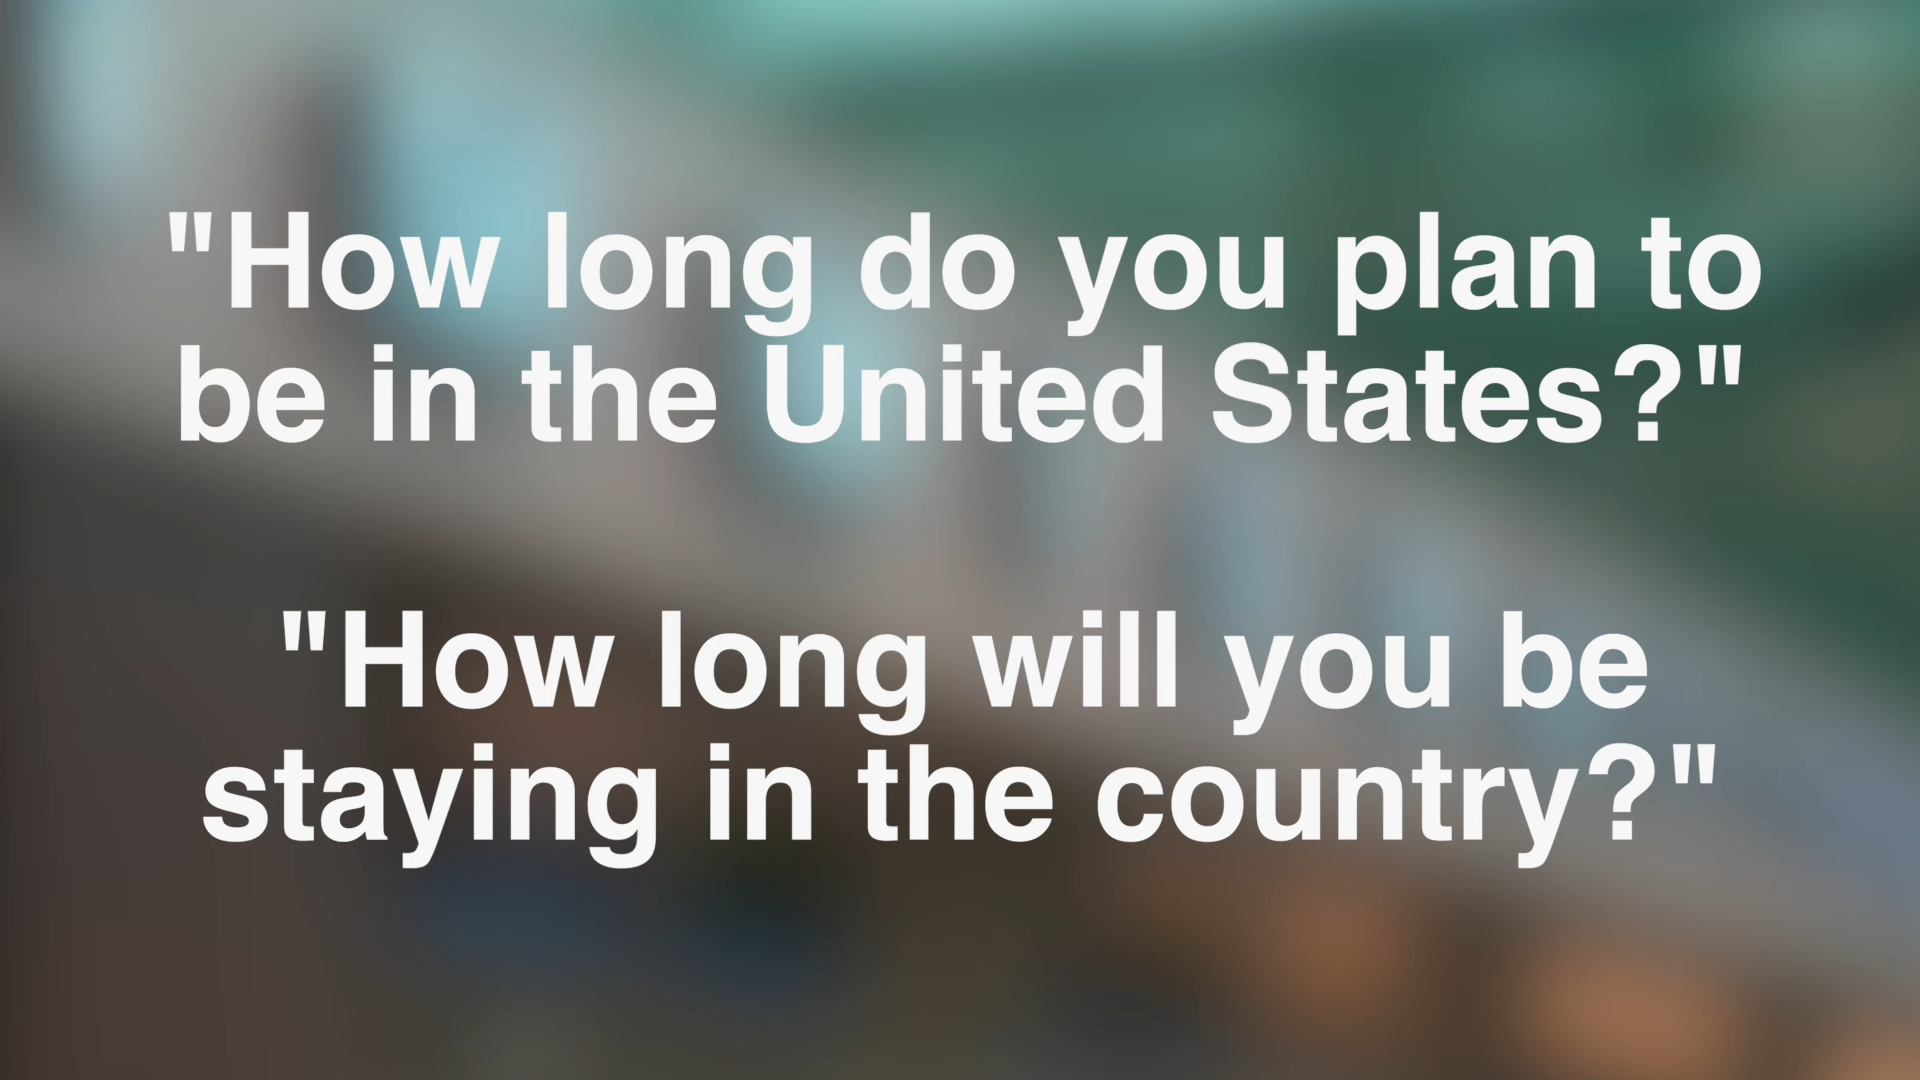 "How long do you plan to
be in the United States?"
"How long will you be
staying in the country?"